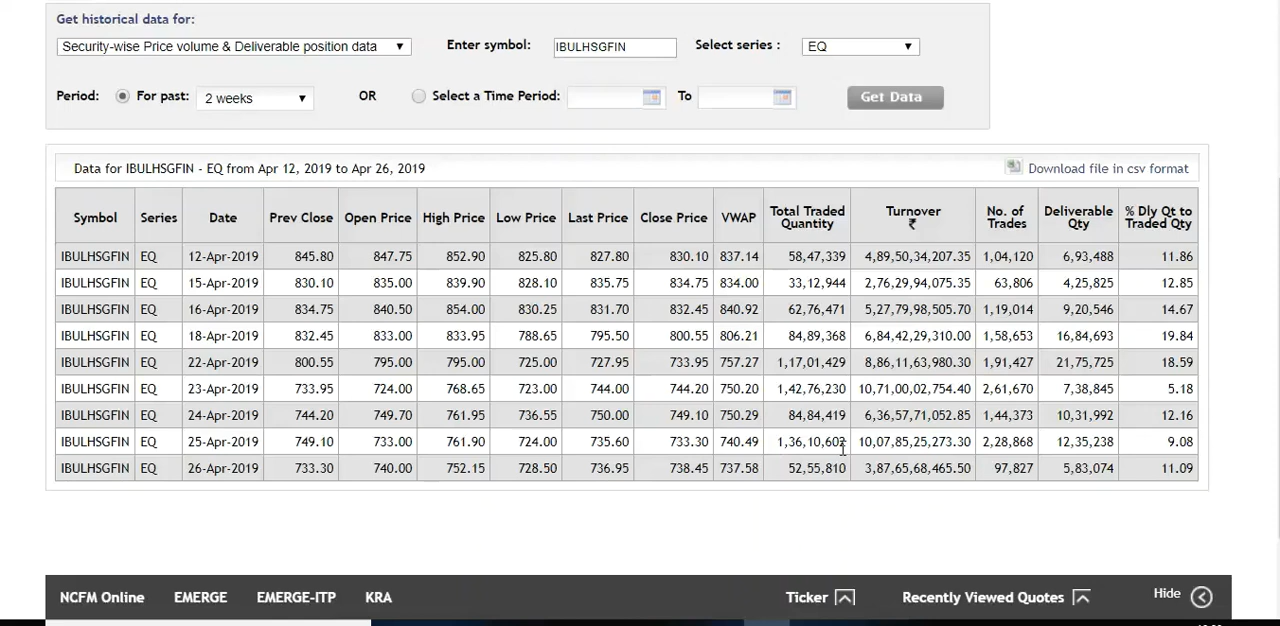 Get historical data for:
Security-wise Price volume & Deliverable position data Enter symbol: IBULHSGFIN Select series : EQ
Period: For past: 2 weeks OR Select a Time Period: To Get Data
Data for IBULHSGFIN - EQ from Apr 12, 2019 to Apr 26, 2019 Download file in csv format
Symbol Series Date Prev Close Open Price High Price Low Price Last Price Close Price VWAP Total Traded Quantity Turnover ₹ No. of Trades Deliverable Qty % Dly Qt to Traded Qty
IBULHSGFIN EQ 12-Apr-2019 845.80 847.75 852.90 825.80 827.80 830.10 837.14 58,47,339 4,89,50,34,207.35 1,04,120 6,93,488 11.86
IBULHSGFIN EQ 15-Apr-2019 830.10 835.00 839.90 828.10 835.75 834.75 834.00 33,12,944 2,76,29,94,075.35 63,806 4,25,825 12.85
IBULHSGFIN EQ 16-Apr-2019 834.75 840.50 854.00 830.25 831.70 832.45 840.92 62,76,471 5,27,79,98,505.70 1,19,014 9,20,546 14.67
IBULHSGFIN EQ 18-Apr-2019 832.45 833.00 833.95 788.65 795.50 800.55 806.21 84,89,368 6,84,42,29,310.00 1,58,653 16,84,693 19.84
IBULHSGFIN EQ 22-Apr-2019 800.55 795.00 795.00 725.00 727.95 733.95 757.27 1,17,01,429 8,86,11,63,980.30 1,91,427 21,75,725 18.59
IBULHSGFIN EQ 23-Apr-2019 733.95 724.00 768.65 723.00 744.00 744.20 750.20 1,42,76,230 10,71,00,02,754.40 2,61,670 7,38,845 5.18
IBULHSGFIN EQ 24-Apr-2019 744.20 749.70 761.95 736.55 750.00 749.10 750.29 84,84,419 6,36,57,71,052.85 1,44,373 10,31,992 12.16
IBULHSGFIN EQ 25-Apr-2019 749.10 733.00 761.90 724.00 735.60 733.30 740.49 1,36,10,602 10,07,85,25,273.30 2,28,868 12,35,238 9.08
IBULHSGFIN EQ 26-Apr-2019 733.30 740.00 752.15 728.50 736.95 738.45 737.58 52,55,810 3,87,65,68,465.50 97,827 5,83,074 11.09
NCFM Online EMERGE EMERGE-ITP KRA Ticker Recently Viewed Quotes Hide